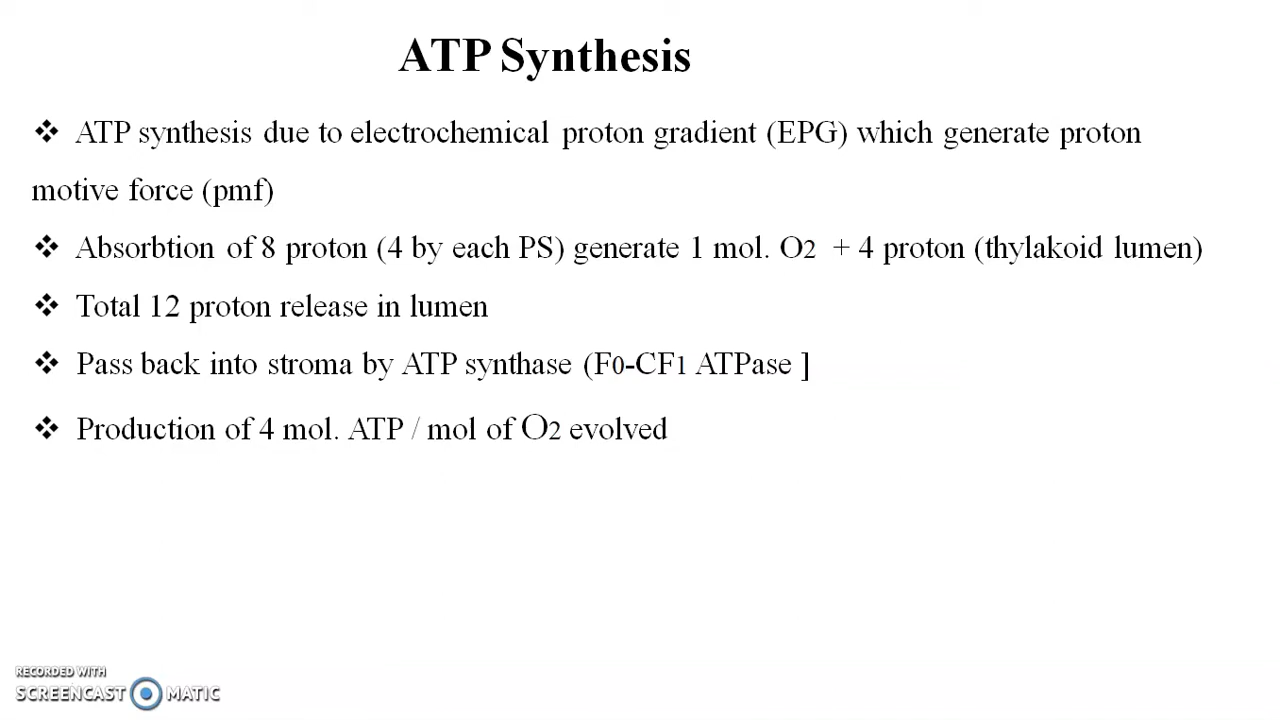 ATP Synthesis
❖ ATP synthesis due to electrochemical proton gradient (EPG) which generate proton
motive force (pmf)
❖ Absorbtion of 8 proton (4 by each PS) generate 1 mol. O2 + 4 proton (thylakoid lumen)
❖ Total 12 proton release in lumen
❖ Pass back into stroma by ATP synthase (F0-CF1 ATPase ]
❖ Production of 4 mol. ATP / mol of O2 evolved
RECORDED WITH
SCREENCAST MATIC